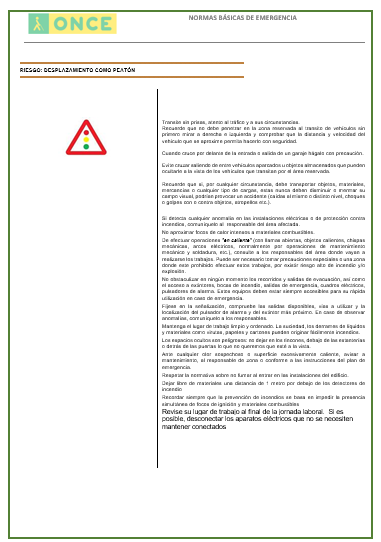 ONCE
NORMAS BÁSICAS DE EMERGENCIA
RIESGO: DESPLAZAMIENTO COMO PEATÓN
Transite sin prisas, atento al tráfico y a sus circunstancias.
Recuerde que no debe penetrar en la zona reservada al tránsito de vehículos sin
primero mirar a derecha e izquierda y comprobar que la distancia y velocidad del
vehículo que se aproxime permita hacerlo con seguridad.
Cuando cruce por delante de la entrada o salida de un garaje hágalo con precaución.
Evite cruzar saliendo de entre vehículos aparcados u objetos almacenados que pueden
ocultarle a la vista de los vehículos que transitan por el área reservada.
Recuerde que si, por cualquier circunstancia, debe transportar objetos, materiales,
mercancías o cualquier tipo de cargas, estas nunca deben disminuir o mermar su
campo visual, podrían provocar un accidente (caídas al mismo o distinto nivel, choques
o golpes con o contra objetos, atropellos etc.).
Si detecta cualquier anomalía en las instalaciones eléctricas o de protección contra
incendios, comuníquelo al responsable del área afectada.
No aproximar focos de calor intensos a materiales combustibles.
De efectuar operaciones "en caliente" (con llamas abiertas, objetos calientes, chispas
mecánicas, arcos eléctricos, normalmente por operaciones de mantenimiento
mecánico y soldadura, etc.), consulte a los responsables del área donde vayan a
realizarse los trabajos. Puede ser necesario tomar precauciones especiales o una zona
donde esté prohibido efectuar estos trabajos, por existir riesgo alto de incendio y/o
explosión.
No obstaculizar en ningún momento los recorridos y salidas de evacuación, así como
el acceso a extintores, bocas de incendio, salidas de emergencia, cuadros eléctricos,
pulsadores de alarma. Estos equipos deben estar siempre accesibles para su rápida
utilización en caso de emergencia.
Fíjese en la señalización, compruebe las salidas disponibles, vías a utilizar y la
localización del pulsador de alarma y del extintor más próximo. En caso de observar
anomalías, comuníquelo a los responsables.
Mantenga el lugar de trabajo limpio y ordenado. La suciedad, los derrames de líquidos
y materiales como virutas, papeles y cartones pueden originar fácilmente incendios.
Los espacios ocultos son peligrosos: no dejar en los rincones, debajo de las estanterías
o detrás de las puertas lo que no queremos que esté a la vista.
Ante cualquier olor sospechoso o superficie excesivamente caliente, avisar a
mantenimiento, al responsable de zona o conforme a las instrucciones del plan de
emergencia.
Respetar la normativa sobre no fumar al entrar en las instalaciones del edificio.
Dejar libre de materiales una distancia de 1 metro por debajo de los detectores de
incendio
Recordar siempre que la prevención de incendios se basa en impedir la presencia
simultánea de focos de ignición y materiales combustibles.
Revise su lugar de trabajo al final de la jornada laboral. Si es
posible, desconectar los aparatos eléctricos que no se necesiten
mantener conectados